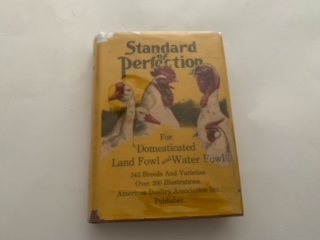 Standard
of
Perfection
For
Domesticated
Land Fowl and Water Fowl
342 Breeds And Varieties
Over 200 Illustrations
American Poultry Association Inc.
Publisher